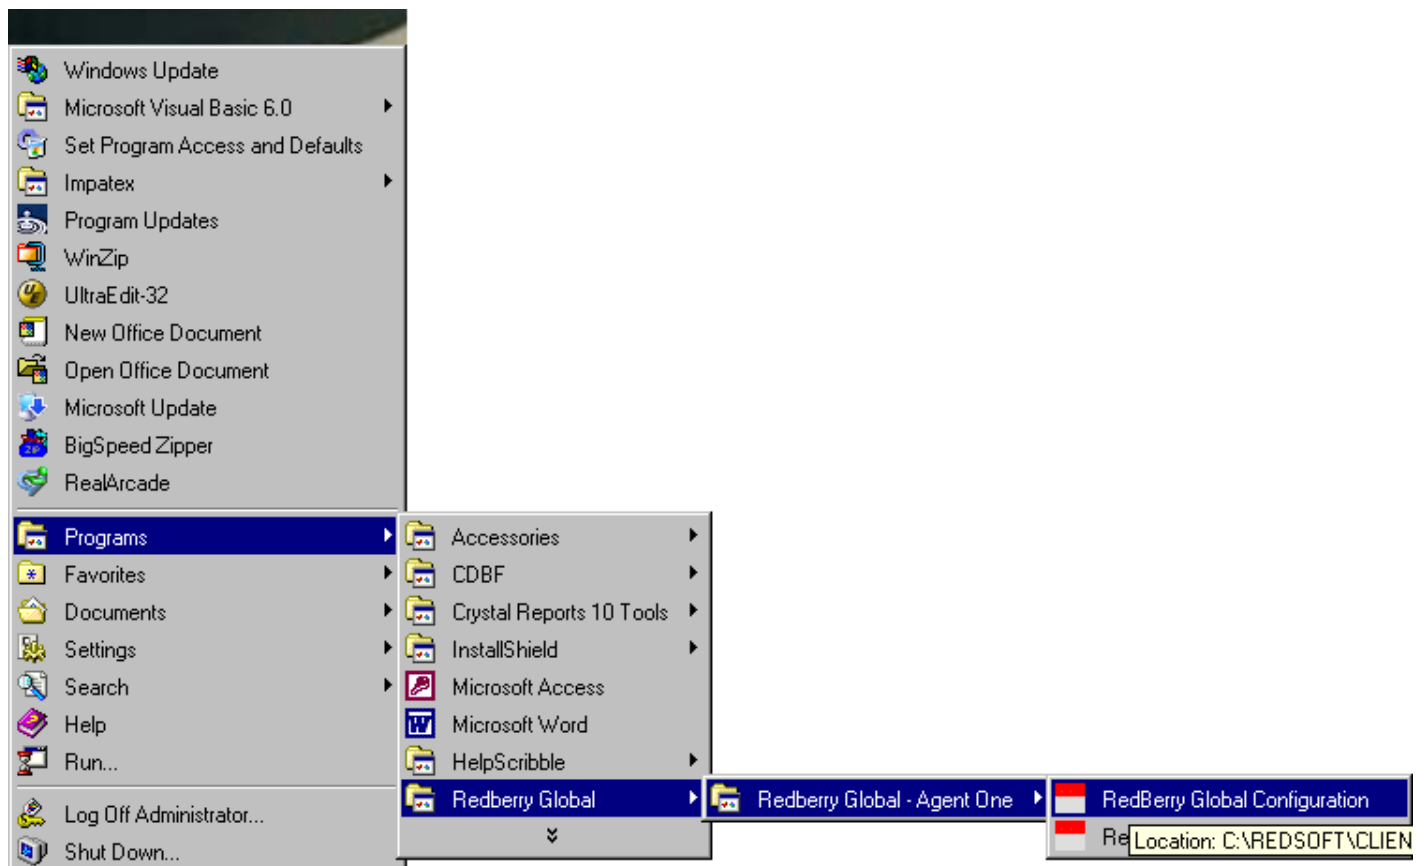 Windows Update
Microsoft Visual Basic 6.0
Set Program Access and Defaults
Impatex
Program Updates
WinZip
UltraEdit-32
New Office Document
Open Office Document
Microsoft Update
BigSpeed Zipper
RealArcade
Programs
Favorites
Documents
Settings
Search
Help
Run...
Log Off Administrator...
Shut Down...
Accessories
CDBF
Crystal Reports 10 Tools
InstallShield
Microsoft Access
Microsoft Word
HelpScribble
Redberry Global
Redberry Global - Agent One
RedBerry Global Configuration
Re
Location: C:\REDSOFT\CLIEN